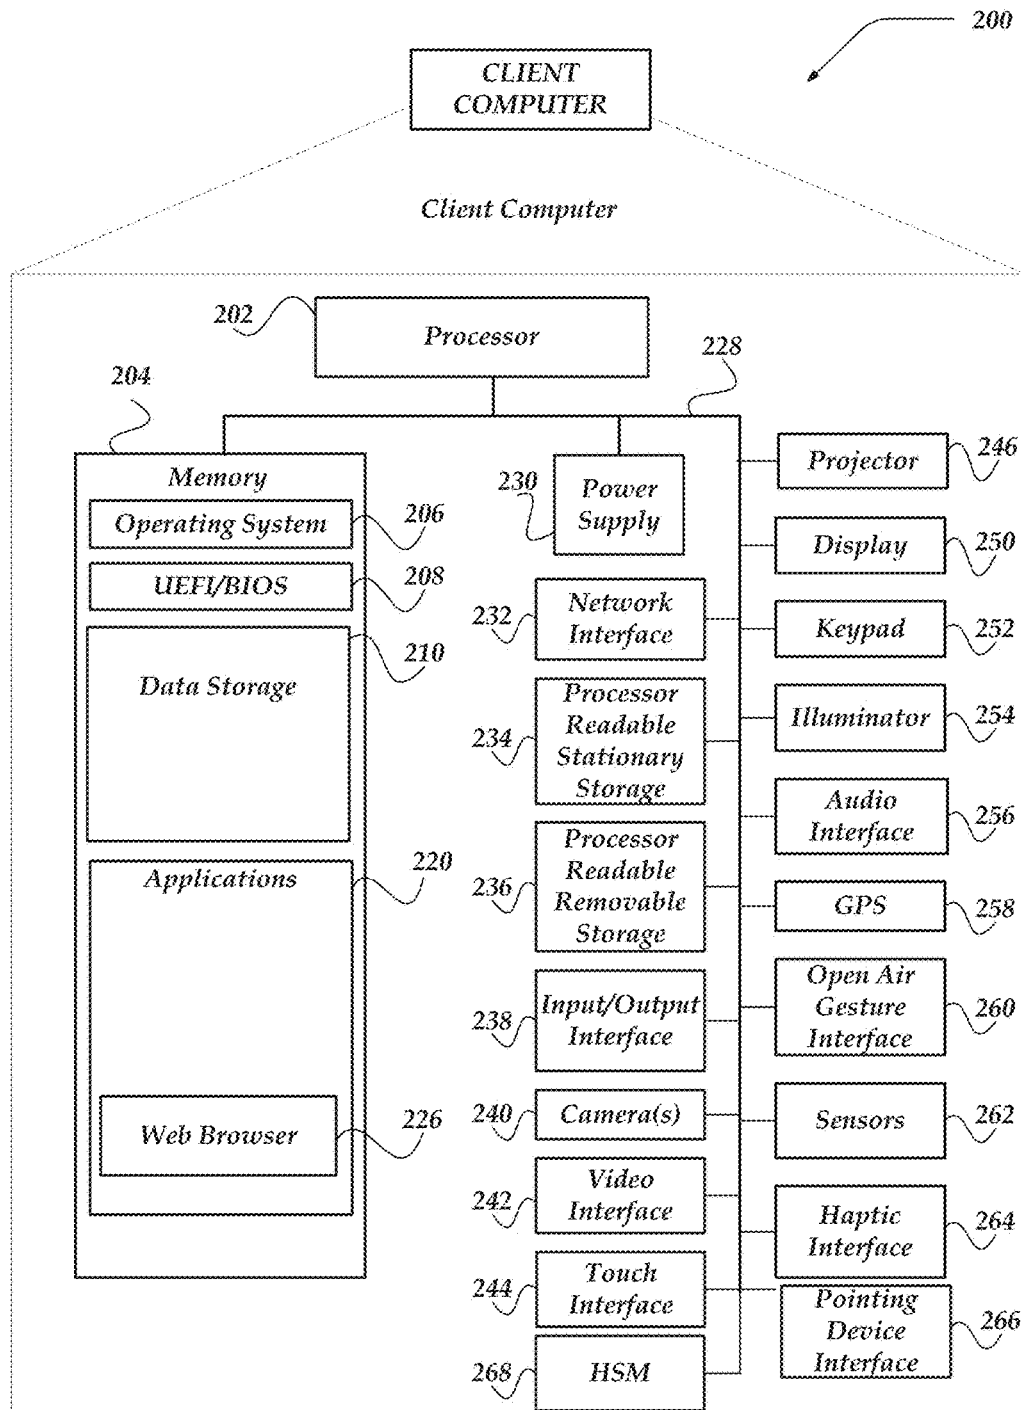 200
CLIENT
COMPUTER
Client Computer
202
Processor
228
204
Memory
Operating System
206
UEFI/BIOS
208
210
Data Storage
Applications
220
Web Browser
226
230
Power
Supply
232
Network
Interface
234
Processor
Readable
Stationary
Storage
236
Processor
Readable
Removable
Storage
238
Input/Output
Interface
240
Camera(s)
242
Video
Interface
244
Touch
Interface
268
HSM
Projector
246
Display
250
Keypad
252
Illuminator
254
Audio
Interface
256
GPS
258
Open Air
Gesture
Interface
260
Sensors
262
Haptic
Interface
264
Pointing
Device
Interface
266